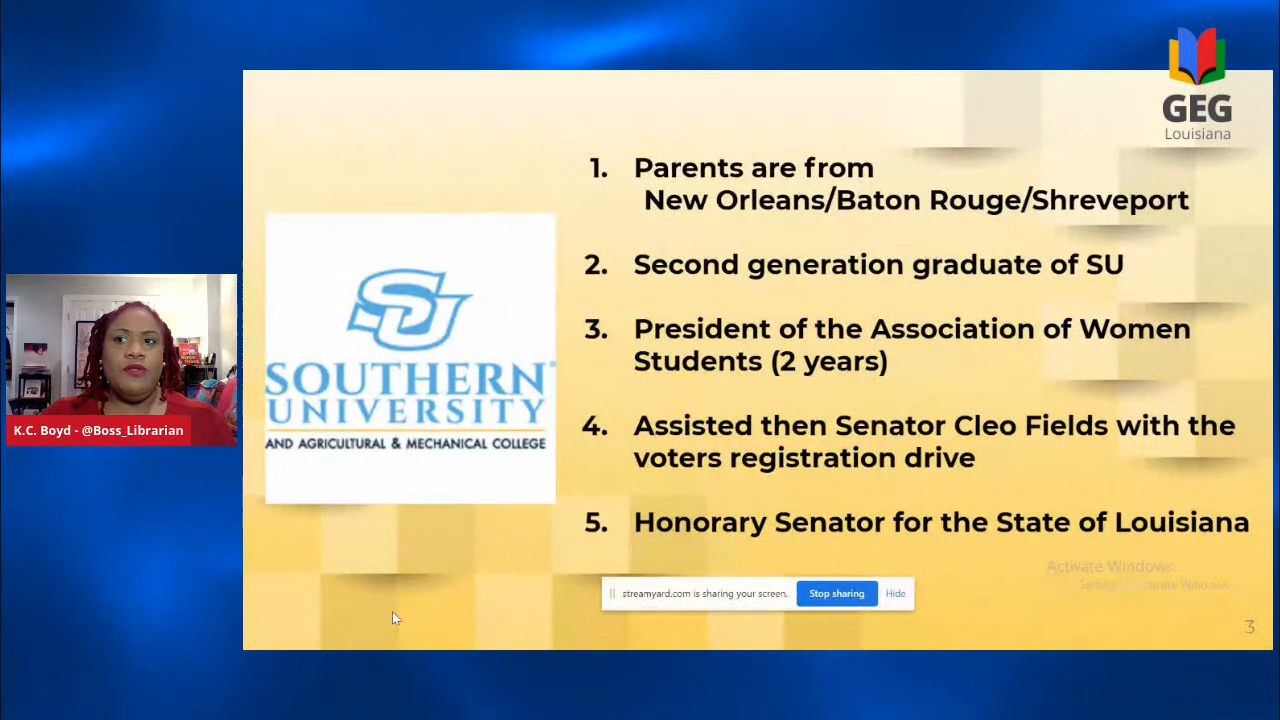 GEG
Louisiana
1. Parents are from
New Orleans/Baton Rouge/Shreveport
2. Second generation graduate of SU
3. President of the Association of Women
Students (2 years)
4. Assisted then Senator Cleo Fields with the
voters registration drive
5. Honorary Senator for the State of Louisiana
SU
SOUTHERN
UNIVERSITY
AND AGRICULTURAL & MECHANICAL COLLEGE
K.C. Boyd - @Boss_Librarian
Activate Windows
streamyard.com is sharing your screen. Stop sharing Hide
3